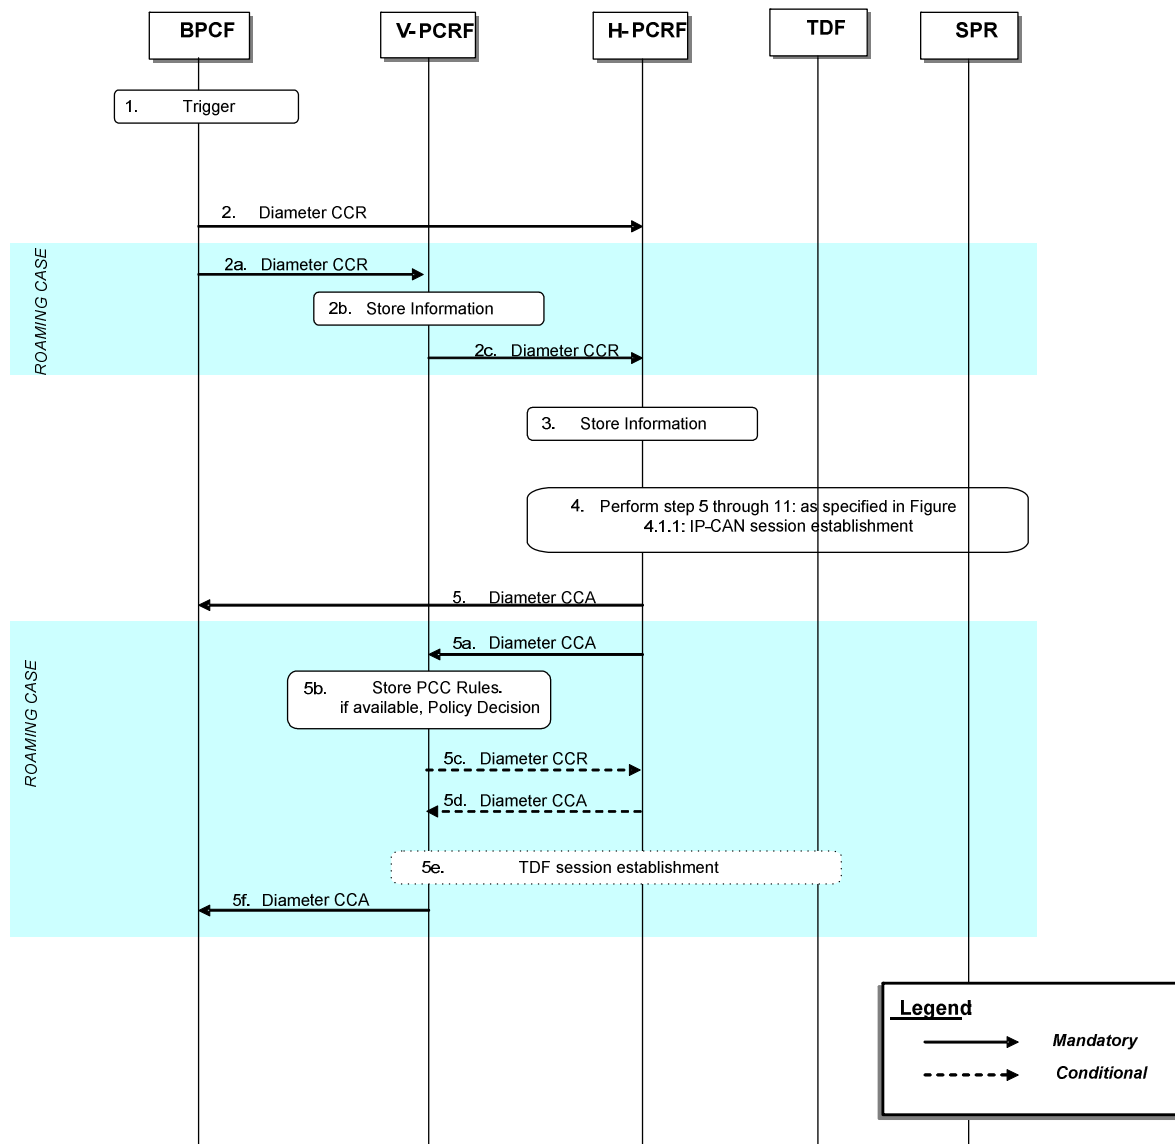 BPCF
V-PCRF
H-PCRF
TDF
SPR
1. Trigger
2. Diameter CCR
ROAMING CASE
2a. Diameter CCR
2b. Store Information
2c. Diameter CCR
3. Store Information
4. Perform step 5 through 11: as specified in Figure
4.1.1: IP-CAN session establishment
5. Diameter CCA
ROAMING CASE
5a. Diameter CCA
5b. Store PCC Rules.
if available, Policy Decision
5c. Diameter CCR
5d. Diameter CCA
5e. TDF session establishment
5f. Diameter CCA
Legend:
Mandatory
Conditional